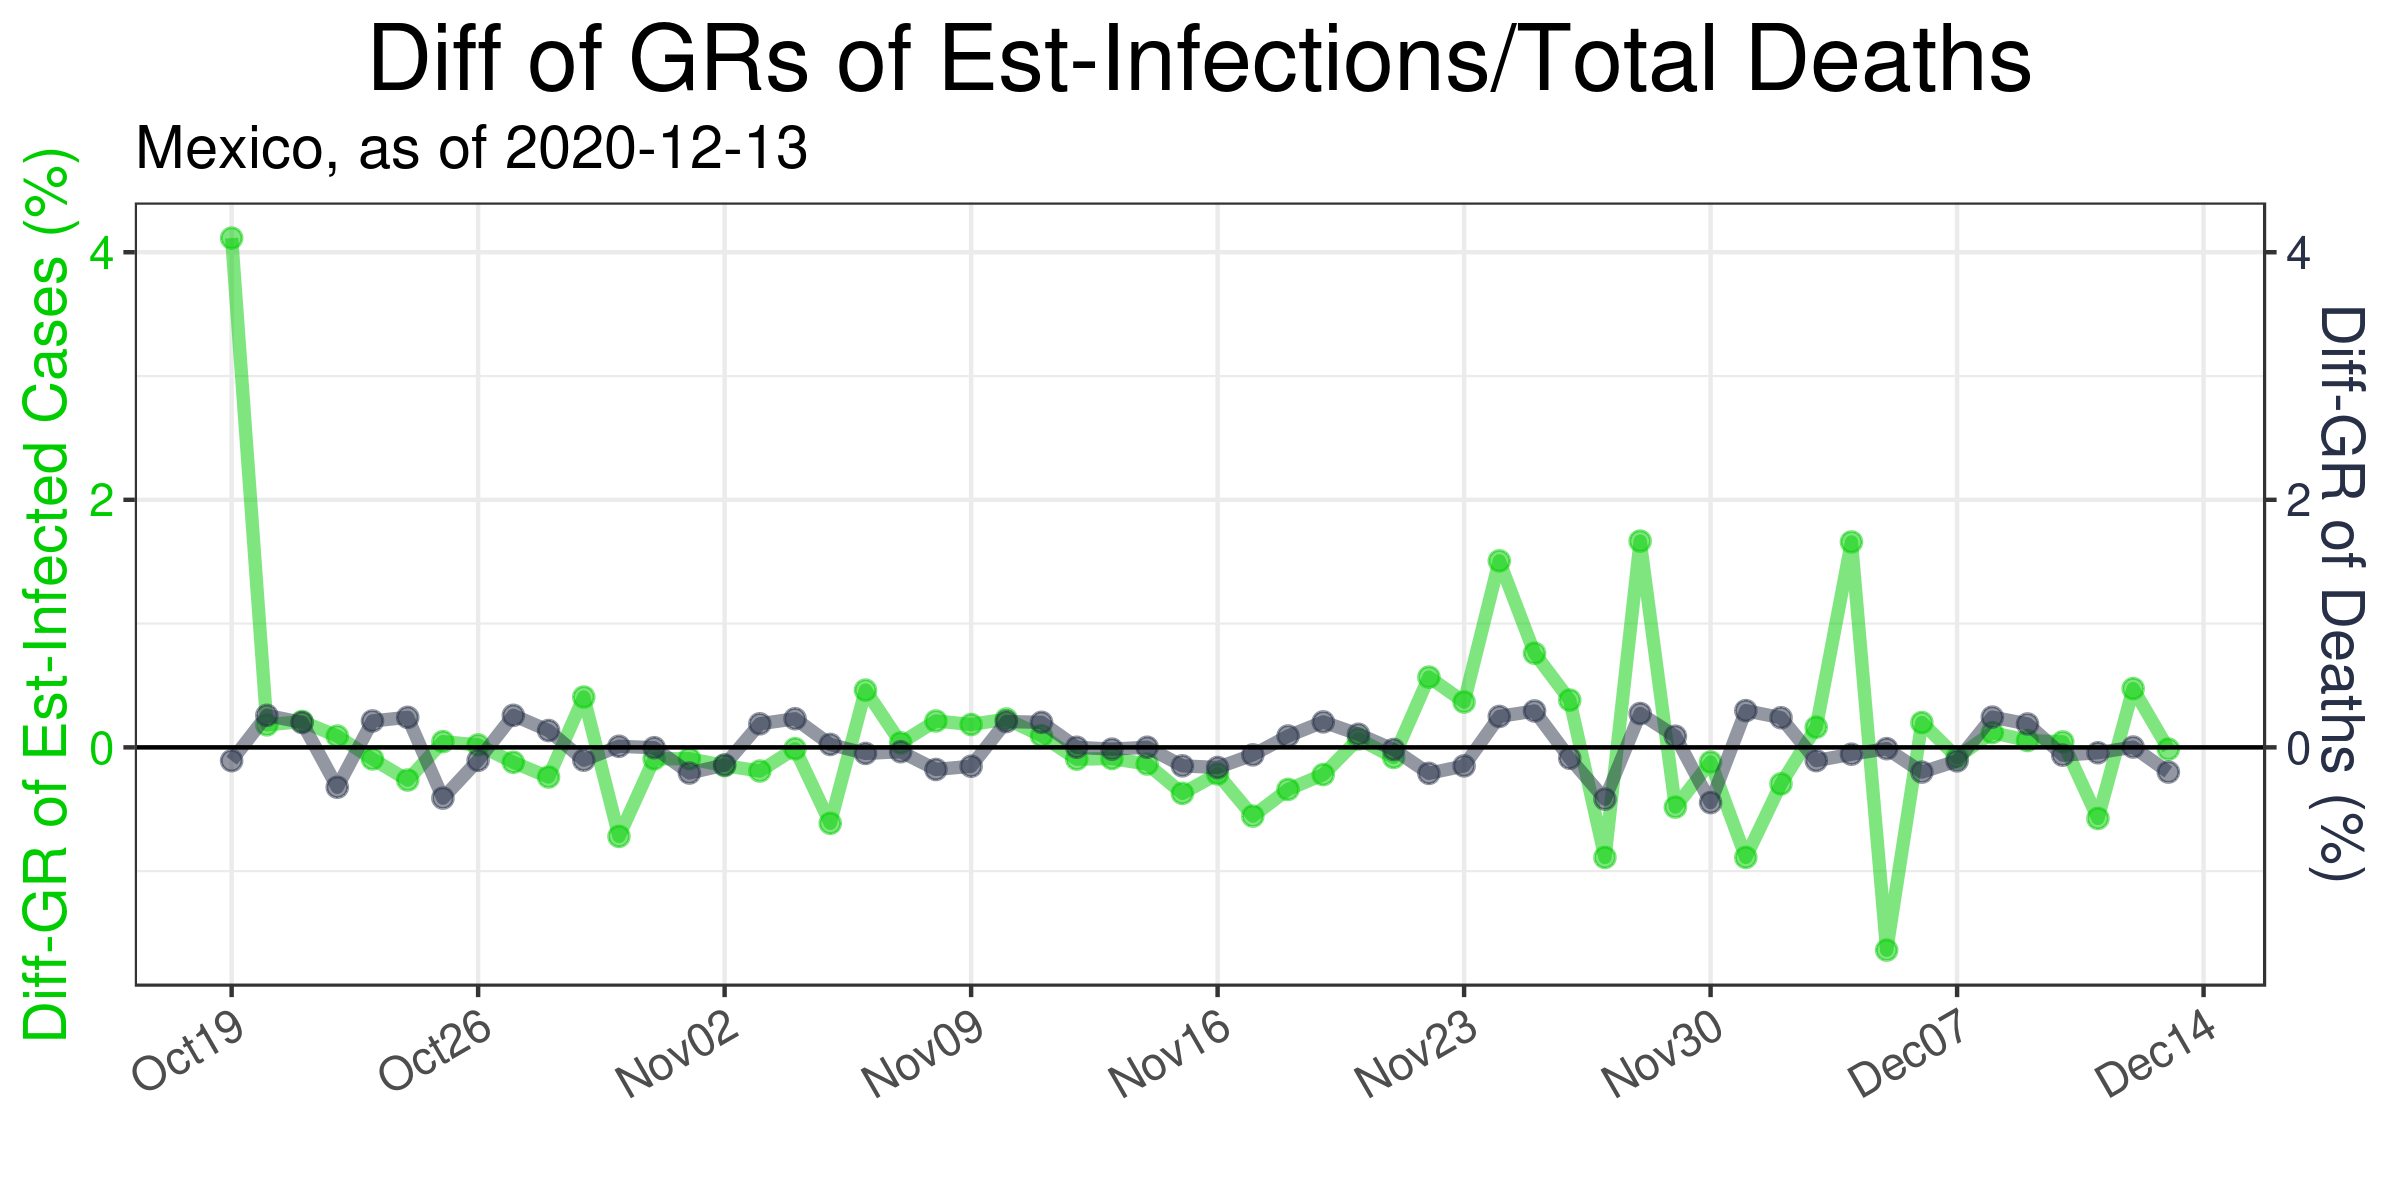 Diff of GRs of Est-Infections/Total Deaths
Mexico, as of 2020-12-13
Diff-GR of Est-Infected Cases (%)
4
2
0
4
2
0
Diff-GR of Deaths (%)
Oct19
Oct26
Nov02
Nov09
Nov16
Nov23
Nov30
Dec07
Dec14